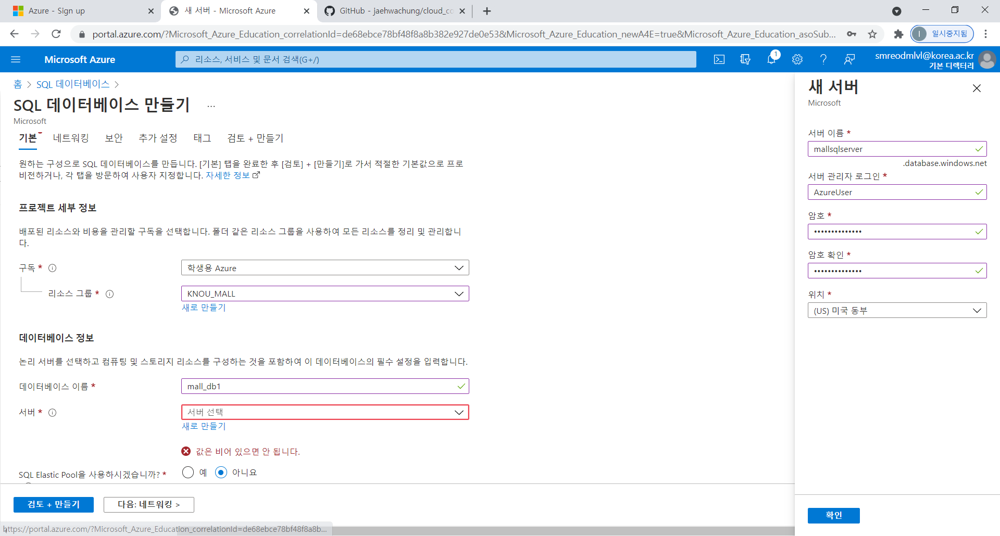 Azure - Sign up
새 서버 - Microsoft Azure
GitHub - jaehwachung/cloud_co
portal.azure.com/?Microsoft_Azure_Education_correlationId=de68ebce78bf48f8a8b382e927de0e53&Microsoft_Azure_Education_newA4E=true&Microsoft_Azure_Education_asoSub...
일시중지됨
Microsoft Azure
리소스, 서비스 및 문서 검색(G+/)
1
smreodmlvl@korea.ac.kr
기본 디렉터리
홈 > SQL 데이터베이스 >
SQL 데이터베이스 만들기 ...
Microsoft
기본 네트워킹 보안 추가 설정 태그 검토 + 만들기
원하는 구성으로 SQL 데이터베이스를 만듭니다. [기본] 탭을 완료한 후 [검토] + [만들기]로 가서 적절한 기본값으로 프로
비전하거나, 각 탭을 방문하여 사용자 지정합니다. 자세한 정보
프로젝트 세부 정보
배포된 리소스와 비용을 관리할 구독을 선택합니다. 폴더 같은 리소스 그룹을 사용하여 모든 리소스를 정리 및 관리합니
다.
구독 *
학생용 Azure
리소스 그룹 *
KNOU_MALL
새로 만들기
데이터베이스 정보
논리 서버를 선택하고 컴퓨팅 및 스토리지 리소스를 구성하는 것을 포함하여 이 데이터베이스의 필수 설정을 입력합니다.
데이터베이스 이름 *
mall_db1
서버 *
서버 선택
새로 만들기
값은 비어 있으면 안 됩니다.
SQL Elastic Pool을 사용하시겠습니까? *
예 아니요
검토 + 만들기
다음: 네트워킹 >
https://portal.azure.com/?Microsoft_Azure_Education_correlationId=de68ebce78bf48f8a8b...
새 서버
Microsoft
서버 이름 *
mallsqlserver
.database.windows.net
서버 관리자 로그인 *
AzureUser
암호 *
••••••••••••••
암호 확인 *
••••••••••••••
위치 *
(US) 미국 동부
확인